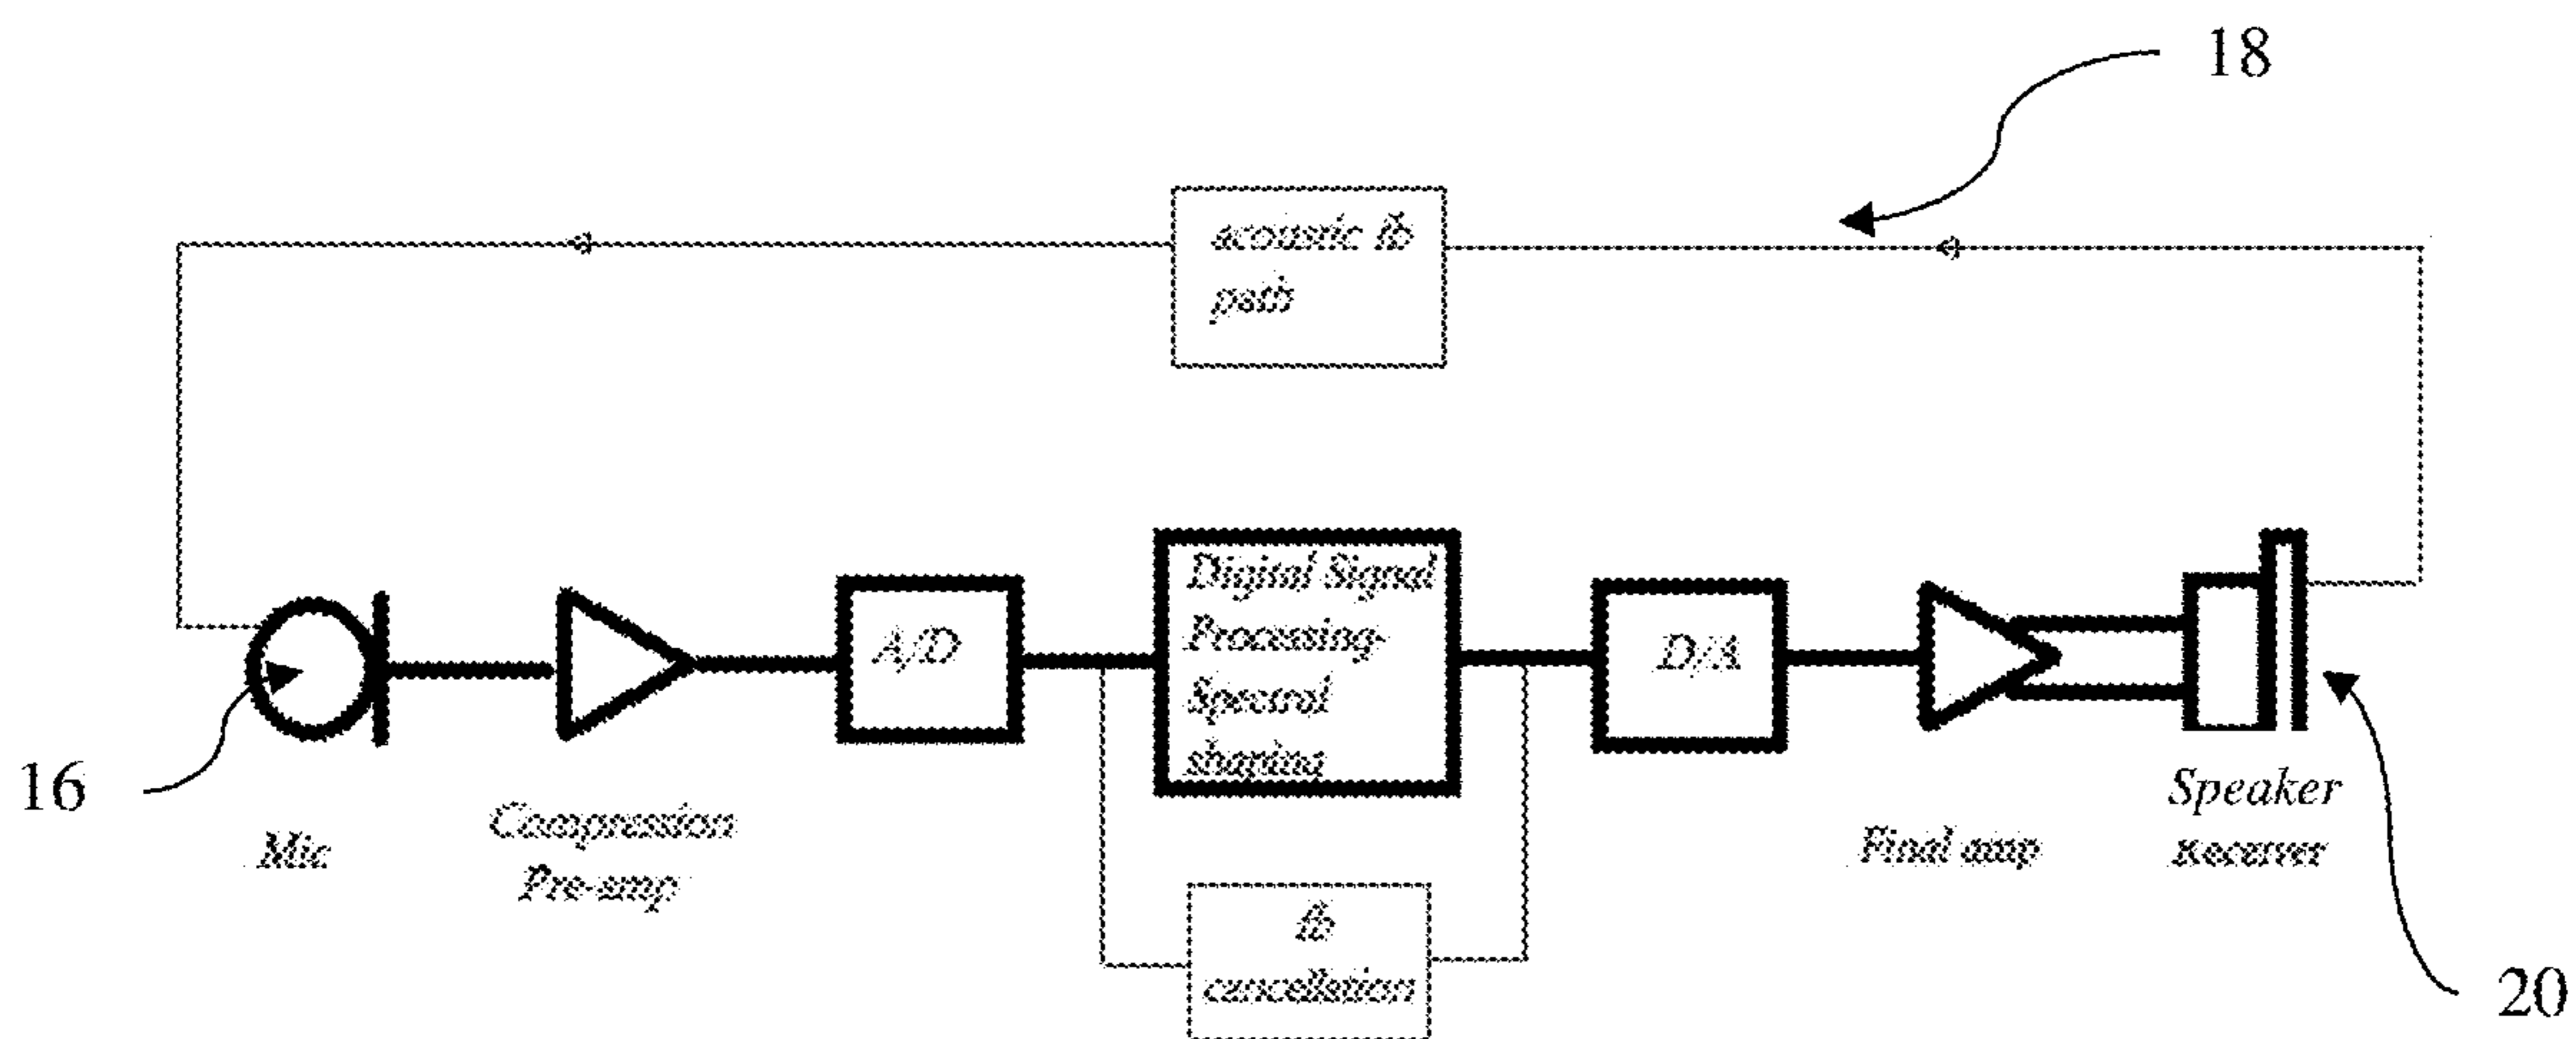 18
acoustic fb
path
Digital Signal
Processing-
Spectral
shaping
A/D
D/A
16
Mic
Compression
Pre-amp
Final amp
Speaker
Receiver
fb
cancellation
20